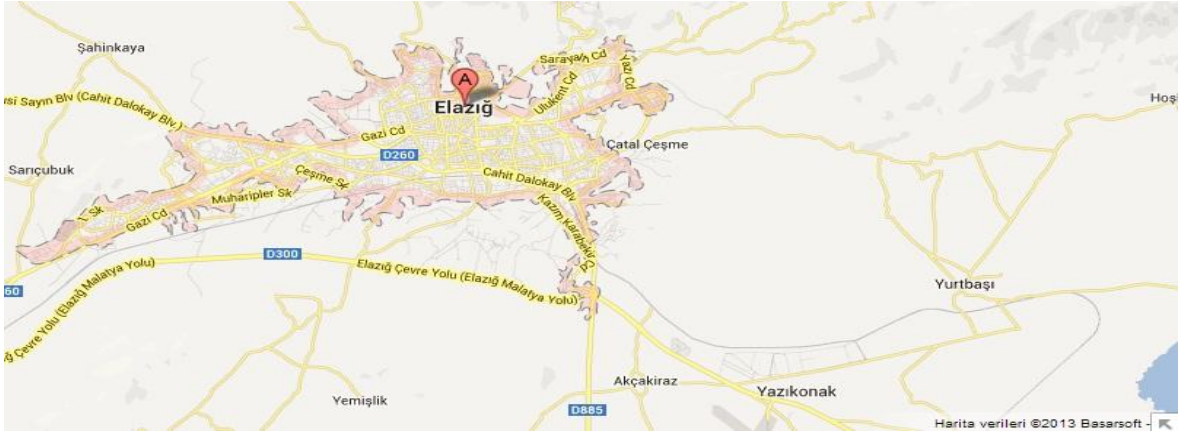 Şahinkaya
Sarayatı Cd
Yazı Cd
A
Elazığ
Ulukent Cd
Hoş
si Sayın Blv (Cahit Dalokay Blv.)
Gazi Cd
D260
Çatal Çeşme
Sarıçubuk
Çeşme Sk
Cahit Dalokay Blv
Muharipler Sk
1. Sk
Gazi Cd
Kazım Karabekir Cd
D300
Elazığ Çevre Yolu (Elazığ Malatya Yolu)
60
ğ Çevre Yolu (Elazığ Malatya Yolu)
Yurtbaşı
Akçakiraz
Yazıkonak
Yemişlik
D885
Harita verileri ©2013 Basarsoft -